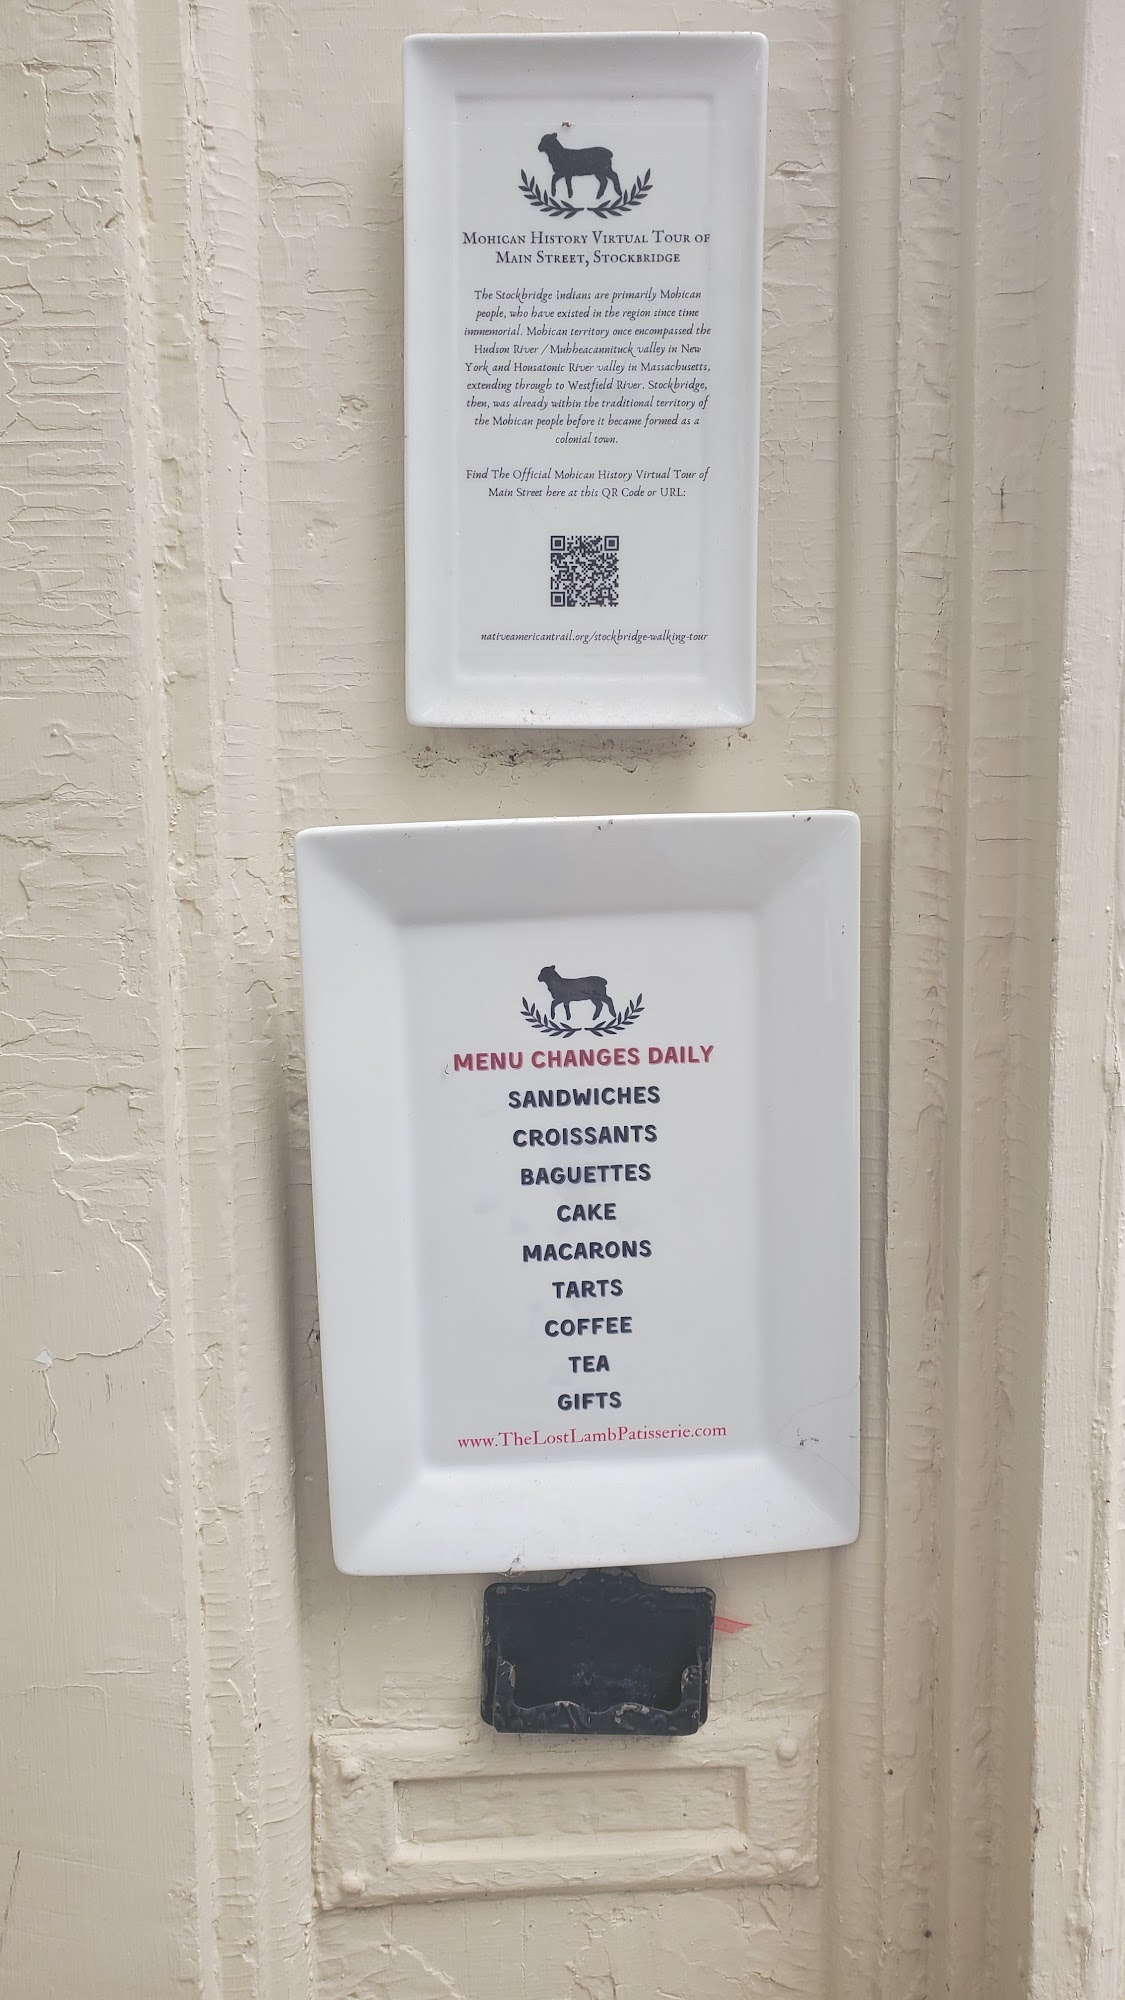 Mohican History Virtual Tour of
Main Street, Stockbridge
The Stockbridge Indians are primarily Mohican
people, who have existed in the region since time
immemorial. Mohican territory once encompassed the
Hudson River / Muhheacannituck valley in New
York and Housatonic River valley in Massachusetts,
extending through to Westfield River. Stockbridge,
then, was already within the traditional territory of
the Mohican people before it became formed as a
colonial town.
Find The Official Mohican History Virtual Tour of
Main Street here at this QR Code or URL:
nativeamericantrail.org/stockbridge-walking-tour
MENU CHANGES DAILY
SANDWICHES
CROISSANTS
BAGUETTES
CAKE
MACARONS
TARTS
COFFEE
TEA
GIFTS
www.TheLostLambPatisserie.com